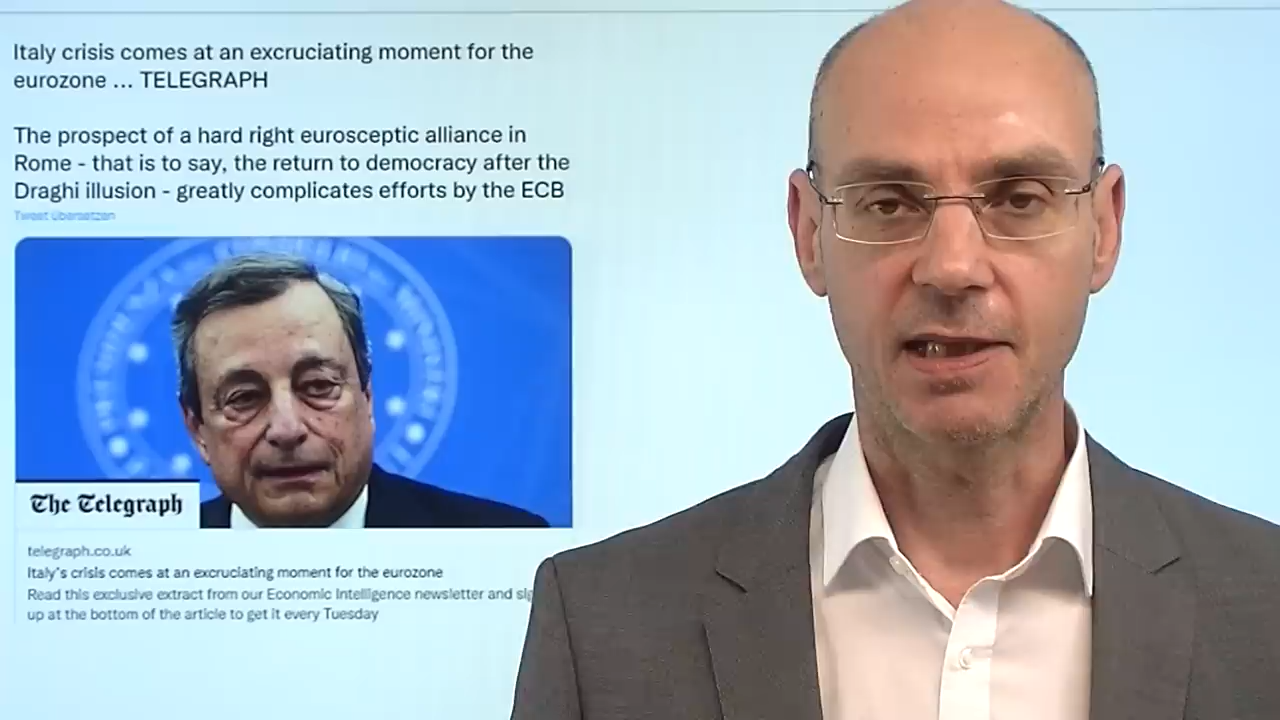 Italy crisis comes at an excruciating moment for the
eurozone ... TELEGRAPH
The prospect of a hard right eurosceptic alliance in
Rome - that is to say, the return to democracy after the
Draghi illusion - greatly complicates efforts by the ECB
Tweet übersetzen
The Telegraph
telegraph.co.uk
Italy's crisis comes at an excruciating moment for the eurozone
Read this exclusive extract from our Economic Intelligence newsletter and
up at the bottom of the article to get it every Tuesday